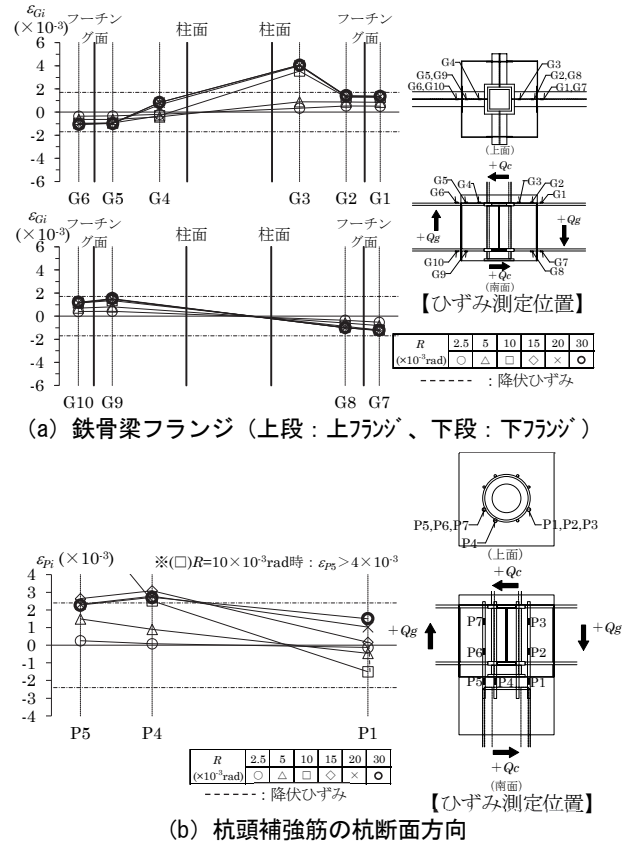 εGi
(×10⁻³)
フーチン
グ面
柱面
柱面
フーチン
グ面
6
4
2
0
-2
-4
-6
G6
G5
G4
G3
G2
G1
G4
G5,G9
G6,G10
G3
G2,G8
G1,G7
(上面)
+Qc
G5
G6
G4
G3
G2
G1
+Qg
+Qg
G10
G9
+Qc
G7
G8
(南面)
【ひずみ測定位置】
εGi
(×10⁻³)
フーチン
グ面
柱面
柱面
フーチン
グ面
6
4
2
0
-2
-4
-6
G10
G9
G8
G7
R 2.5 5 10 15 20 30
(×10⁻³rad) ○ △ □ ◇ × ○
------ : 降伏ひずみ
(a) 鉄骨梁フランジ（上段：上フランジ、下段：下フランジ）
εPi (×10⁻³)
※(□)R=10×10⁻³rad時：εP5>4×10⁻³
4
3
2
1
0
-1
-2
-3
-4
P5
P4
P1
R 2.5 5 10 15 20 30
(×10⁻³rad) ○ △ □ ◇ × ○
------ : 降伏ひずみ
P5,P6,P7
P4
P1,P2,P3
(上面)
+Qc
+Qg
P7
P3
+Qg
P6
P2
P5
P4
P1
+Qc
(南面)
【ひずみ測定位置】
(b) 杭頭補強筋の杭断面方向